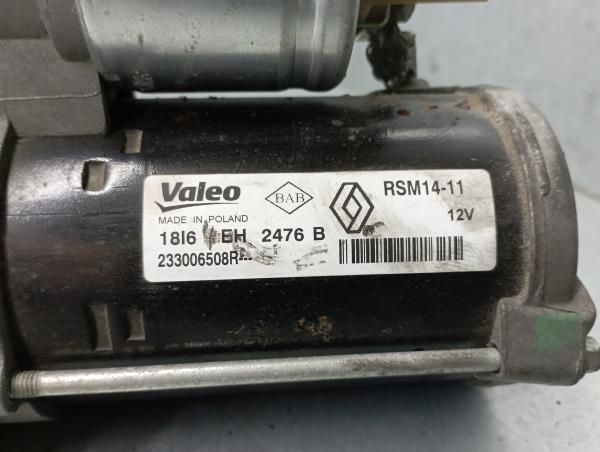 Valeo
BAB
RSM14-11
MADE IN POLAND
12V
18I6 EH 2476 B
233006508R---